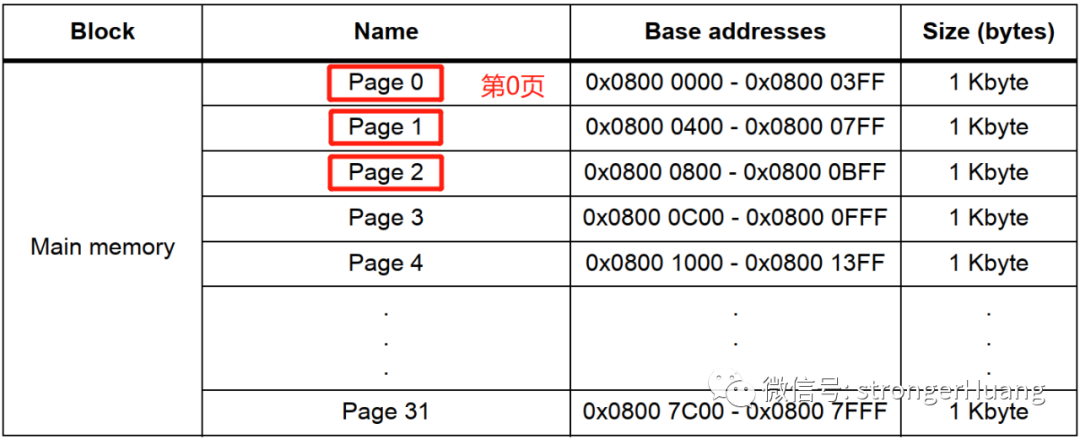 Block Name Base addresses Size (bytes)
Page 0 第0页 0x0800 0000 - 0x0800 03FF 1 Kbyte
Page 1 0x0800 0400 - 0x0800 07FF 1 Kbyte
Page 2 0x0800 0800 - 0x0800 0BFF 1 Kbyte
Page 3 0x0800 0C00 - 0x0800 0FFF 1 Kbyte
Main memory
Page 4 0x0800 1000 - 0x0800 13FF 1 Kbyte
. . .
. . .
. . .
微信号: strongerHuang
Page 31 0x0800 7C00 - 0x0800 7FFF 1 Kbyte